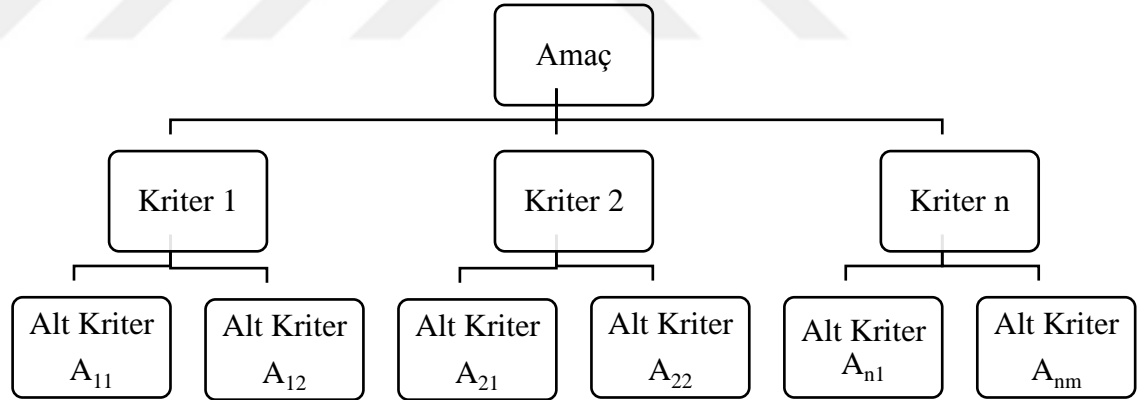 Amaç
Kriter 1
Kriter 2
Kriter n
Alt Kriter
A₁₁
Alt Kriter
A₁₂
Alt Kriter
A₂₁
Alt Kriter
A₂₂
Alt Kriter
Aₙ₁
Alt Kriter
Aₙₘ